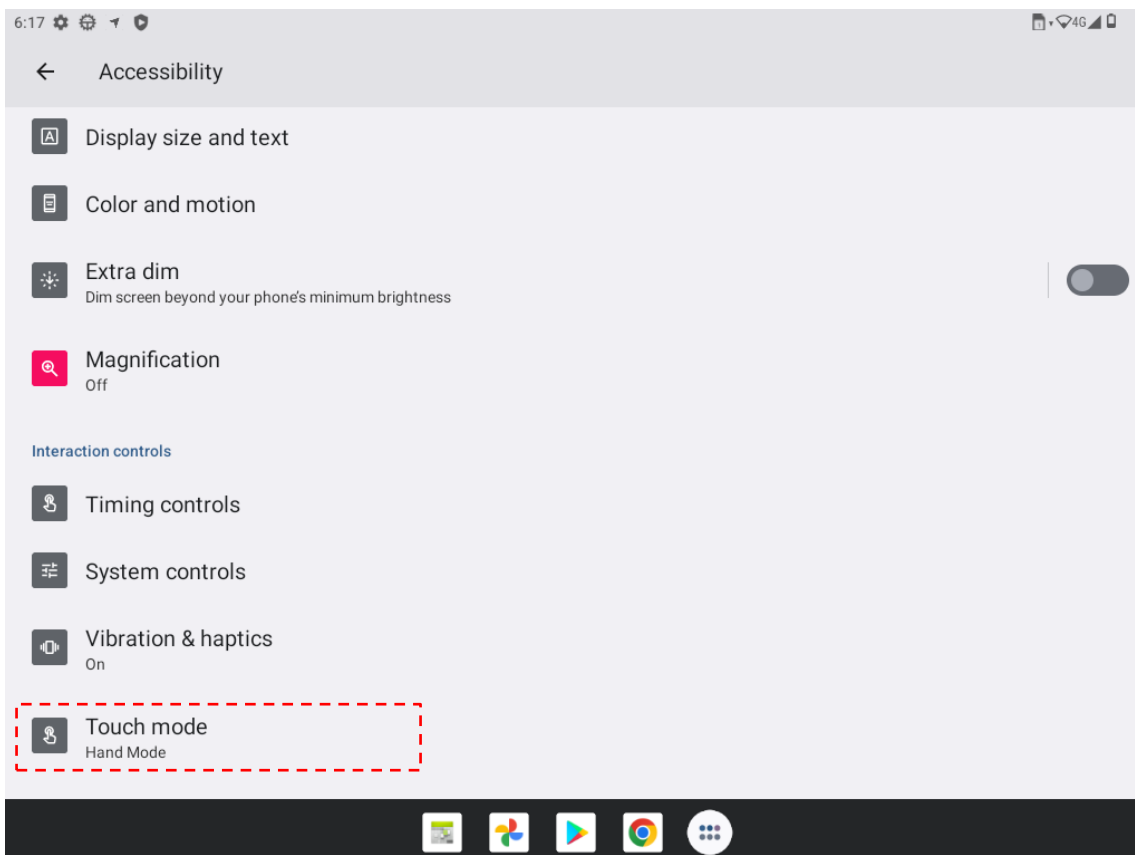 6:17
4G
Accessibility
Display size and text
Color and motion
Extra dim
Dim screen beyond your phone's minimum brightness
Magnification
Off
Interaction controls
Timing controls
System controls
Vibration & haptics
On
Touch mode
Hand Mode